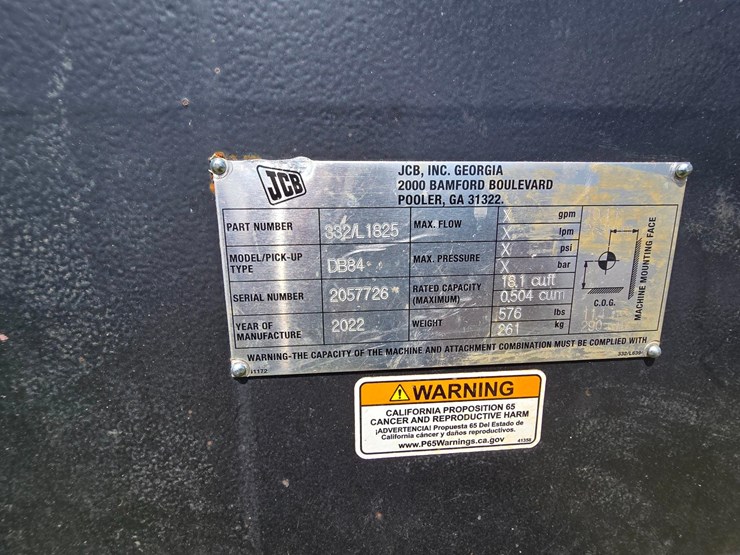 JCB
JCB, INC. GEORGIA
2000 BAMFORD BOULEVARD
POOLER, GA 31322.
PART NUMBER 332/L1825 MAX. FLOW X gpm
X lpm
MODEL/PICK-UP TYPE DB84 MAX. PRESSURE X psi
X bar
SERIAL NUMBER 2057726 RATED CAPACITY (MAXIMUM) 18.1 cuft
0.504 cum
YEAR OF MANUFACTURE 2022 WEIGHT 576 lbs
261 kg
C.O.G.
MACHINE MOUNTING FACE
WARNING-THE CAPACITY OF THE MACHINE AND ATTACHMENT COMBINATION MUST BE COMPLIED WITH
WARNING
CALIFORNIA PROPOSITION 65
CANCER AND REPRODUCTIVE HARM
¡ADVERTENCIA! Propuesta 65 Del Estado de
California cáncer y daños reproductivos.
www.P65Warnings.ca.gov